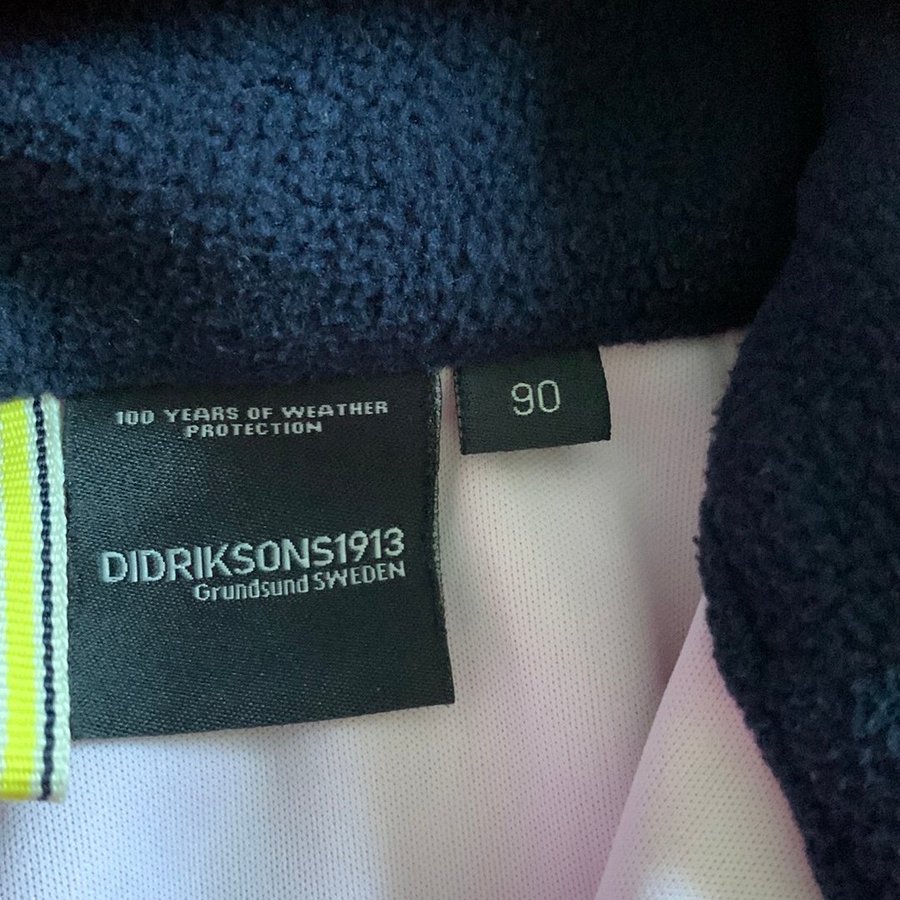 100 YEARS OF WEATHER
PROTECTION
DIDRIKSONS1913
Grundsund SWEDEN
90